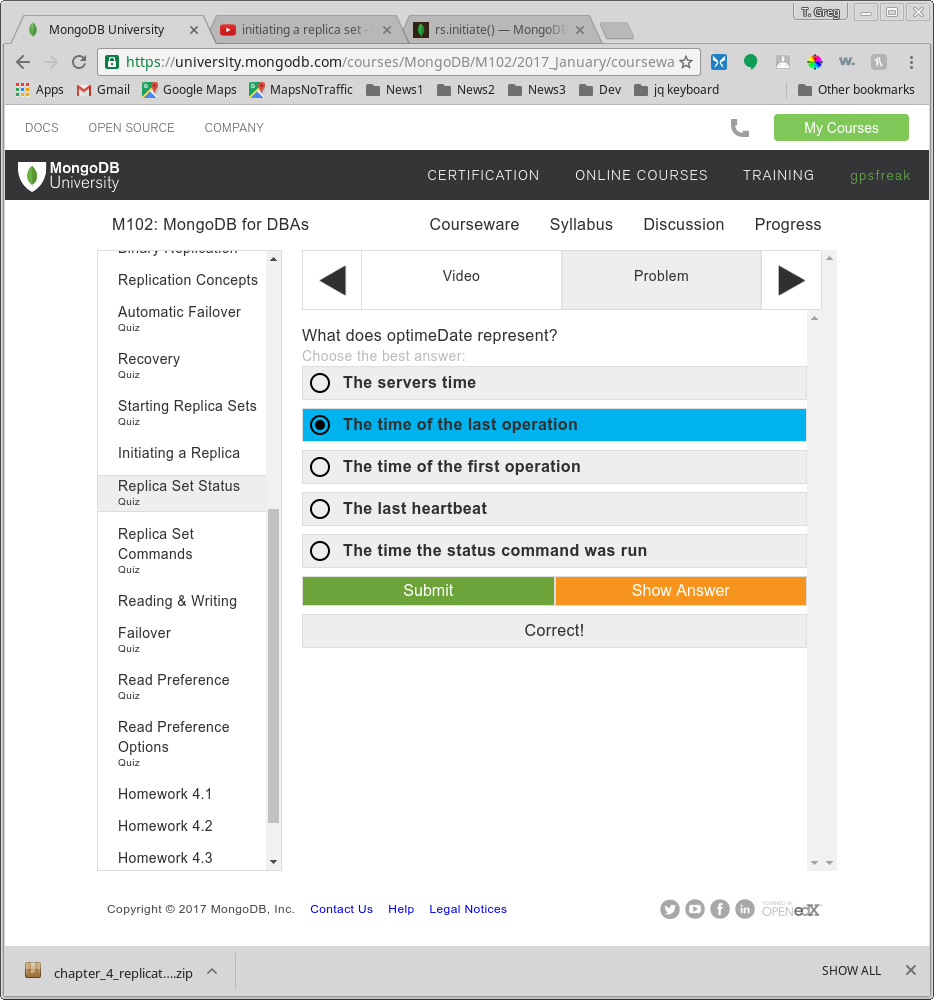 T. Greg
MongoDB University
initiating a replica set -
rs.initiate() — MongoDB
https://university.mongodb.com/courses/MongoDB/M102/2017_January/coursewa
Apps
Gmail
Google Maps
MapsNoTraffic
News1
News2
News3
Dev
jq keyboard
Other bookmarks
DOCS
OPEN SOURCE
COMPANY
My Courses
MongoDB
University
CERTIFICATION
ONLINE COURSES
TRAINING
gpsfreak
M102: MongoDB for DBAs
Courseware
Syllabus
Discussion
Progress
Binary Replication
Replication Concepts
Automatic Failover
Quiz
Recovery
Quiz
Starting Replica Sets
Quiz
Initiating a Replica
Replica Set Status
Quiz
Replica Set
Commands
Quiz
Reading & Writing
Failover
Quiz
Read Preference
Quiz
Read Preference
Options
Quiz
Homework 4.1
Homework 4.2
Homework 4.3
Video
Problem
What does optimeDate represent?
Choose the best answer:
The servers time
The time of the last operation
The time of the first operation
The last heartbeat
The time the status command was run
Submit
Show Answer
Correct!
Copyright © 2017 MongoDB, Inc.
Contact Us
Help
Legal Notices
POWERED BY
OPEN edX
chapter_4_replicat....zip
SHOW ALL